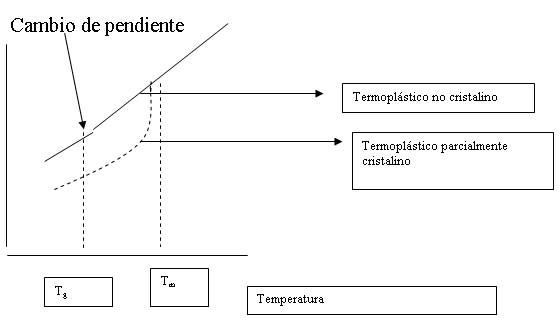 Cambio de pendiente
Termoplástico no cristalino
Termoplástico parcialmente
cristalino
Tg
Tm
Temperatura